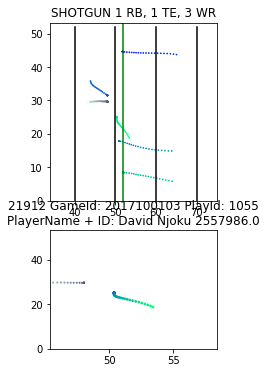 SHOTGUN 1 RB, 1 TE, 3 WR
50
40
30
20
10
0
40 50 60 70
21912 GameId: 2017100103 PlayId: 1055
PlayerName + ID: David Njoku 2557986.0
40
20
0
50 55